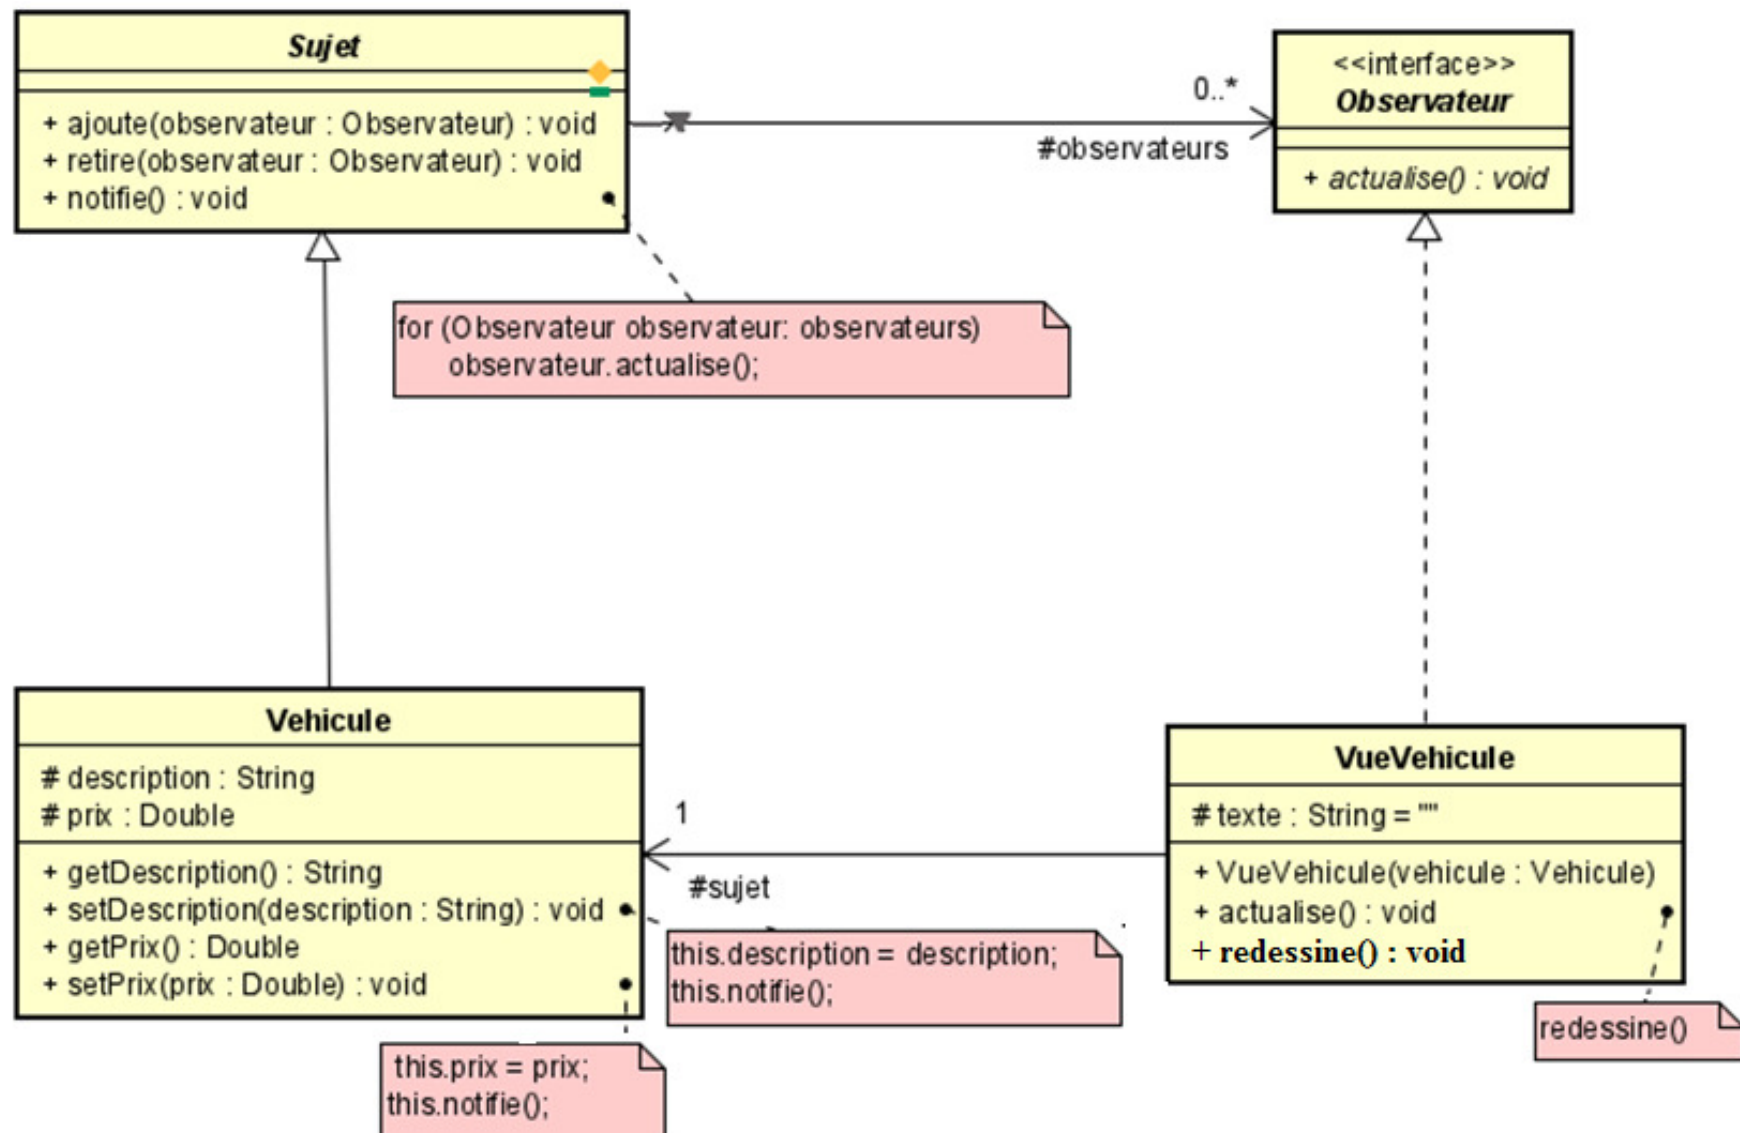 Sujet
+ ajoute(observateur : Observateur) : void
+ retire(observateur : Observateur) : void
+ notifie() : void
0..*
#observateurs
<<interface>>
Observateur
+ actualise() : void
for (Observateur observateur: observateurs)
observateur.actualise();
Vehicule
# description : String
# prix : Double
+ getDescription() : String
+ setDescription(description : String) : void
+ getPrix() : Double
+ setPrix(prix : Double) : void
1
#sujet
this.description = description;
this.notifie();
this.prix = prix;
this.notifie();
VueVehicule
# texte : String = ""
+ VueVehicule(vehicule : Vehicule)
+ actualise() : void
+ redessine() : void
redessine()